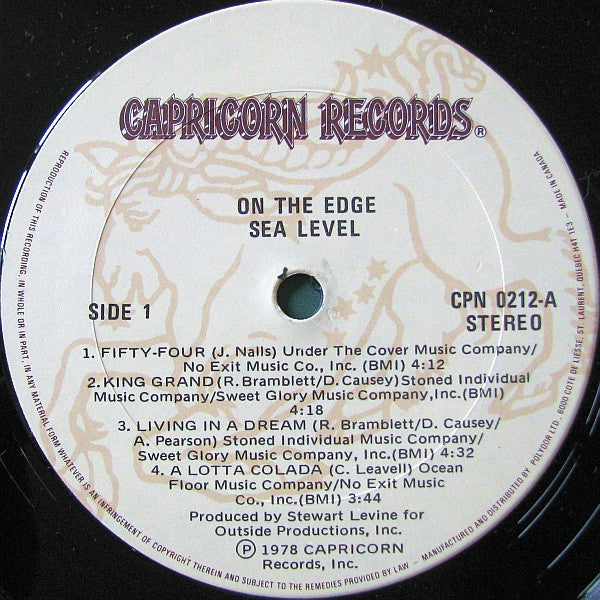 CAPRICORN RECORDS®
ON THE EDGE
SEA LEVEL
SIDE 1
CPN 0212-A
STEREO
1. FIFTY-FOUR (J. Nalls) Under The Cover Music Company/
No Exit Music Co., Inc. (BMI) 4:12
2. KING GRAND (R. Bramblett/D. Causey) Stoned Individual
Music Company/Sweet Glory Music Company,Inc.(BMI)
4:18
3. LIVING IN A DREAM (R. Bramblett/D. Causey/
A. Pearson) Stoned Individual Music Company/
Sweet Glory Music Company, Inc.(BMI) 4:32
4. A LOTTA COLADA (C. Leavell) Ocean
Floor Music Company/No Exit Music
Co., Inc.(BMI) 3:44
Produced by Stewart Levine for
Outside Productions, Inc.
℗ 1978 CAPRICORN
Records, Inc.
REPRODUCTION OF THIS RECORDING, IN WHOLE OR IN PART, IN ANY MATERIAL FORM WHATEVER IS AN INFRINGEMENT OF COPYRIGHT THEREIN AND SUBJECT TO THE REMEDIES PROVIDED BY LAW – MANUFACTURED AND DISTRIBUTED BY POLYDOR LTD., 6000 COTE DE LIESSE, ST. LAURENT, QUEBEC H4T 1E3 – MADE IN CANADA